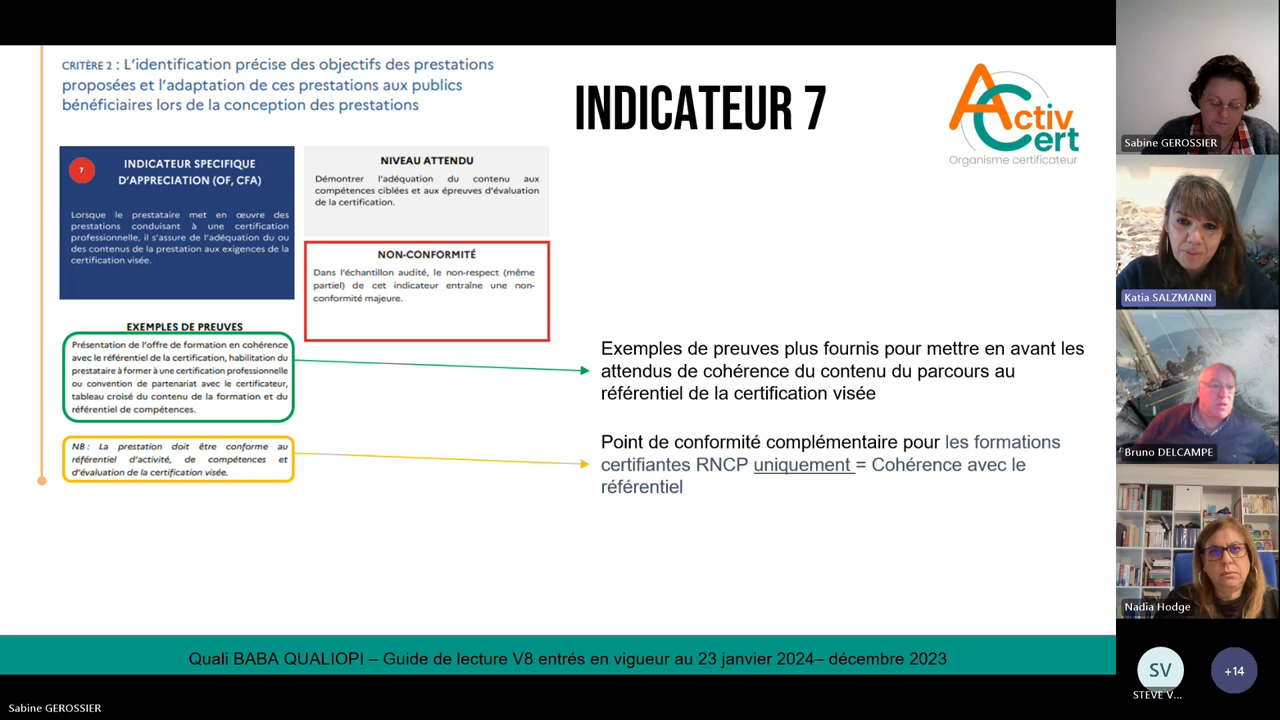 CRITÈRE 2 : L'identification précise des objectifs des prestations
proposées et l'adaptation de ces prestations aux publics
bénéficiaires lors de la conception des prestations
INDICATEUR 7
Activ
Cert
Organisme certificateur
7
INDICATEUR SPECIFIQUE
D'APPRECIATION (OF, CFA)
Lorsque le prestataire met en œuvre des
prestations conduisant à une certification
professionnelle, il s'assure de l'adéquation du ou
des contenus de la prestation aux exigences de la
certification visée.
NIVEAU ATTENDU
Démontrer l'adéquation du contenu aux
compétences ciblées et aux épreuves d'évaluation
de la certification.
NON-CONFORMITÉ
Dans l'échantillon audité, le non-respect (même
partiel) de cet indicateur entraîne une non-
conformité majeure.
EXEMPLES DE PREUVES
Présentation de l'offre de formation en cohérence
avec le référentiel de la certification, habilitation du
prestataire à former à une certification professionnelle
ou convention de partenariat avec le certificateur,
tableau croisé du contenu de la formation et du
référentiel de compétences.
NB : La prestation doit être conforme au
référentiel d'activité, de compétences et
d'évaluation de la certification visée.
Exemples de preuves plus fournis pour mettre en avant les
attendus de cohérence du contenu du parcours au
référentiel de la certification visée
Point de conformité complémentaire pour les formations
certifiantes RNCP uniquement = Cohérence avec le
référentiel
Quali BABA QUALIOPI – Guide de lecture V8 entrés en vigueur au 23 janvier 2024– décembre 2023
Sabine GEROSSIER
Katia SALZMANN
Bruno DELCAMPE
Nadia Hodge
SV
STEVE V...
+14
Sabine GEROSSIER